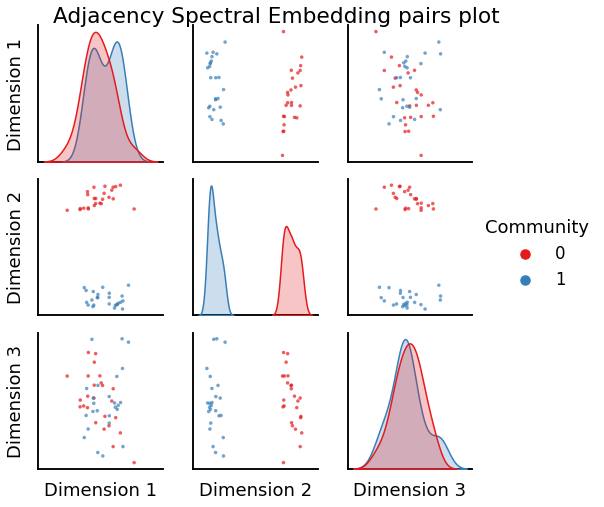 Adjacency Spectral Embedding pairs plot
Dimension 1
Dimension 2
Dimension 3
Community
0
1
Dimension 1
Dimension 2
Dimension 3